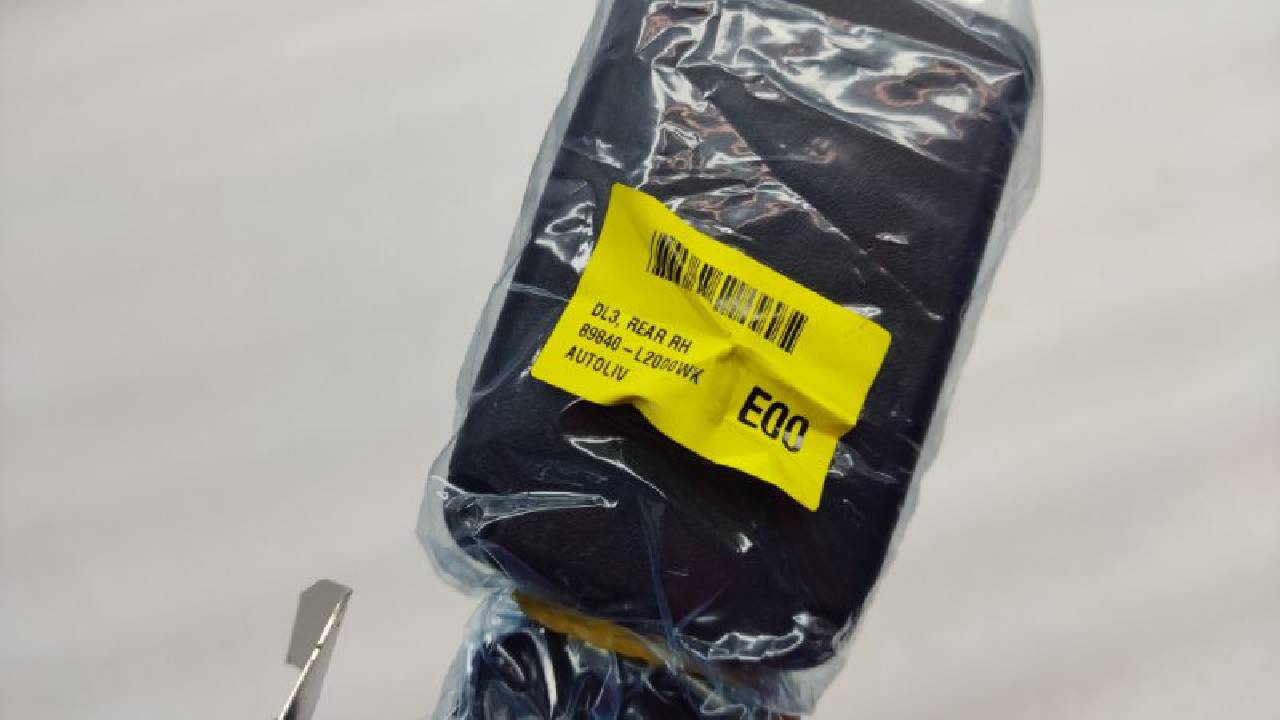 DL3, REAR RH
89840-L2000WK
AUTOLIV
E00